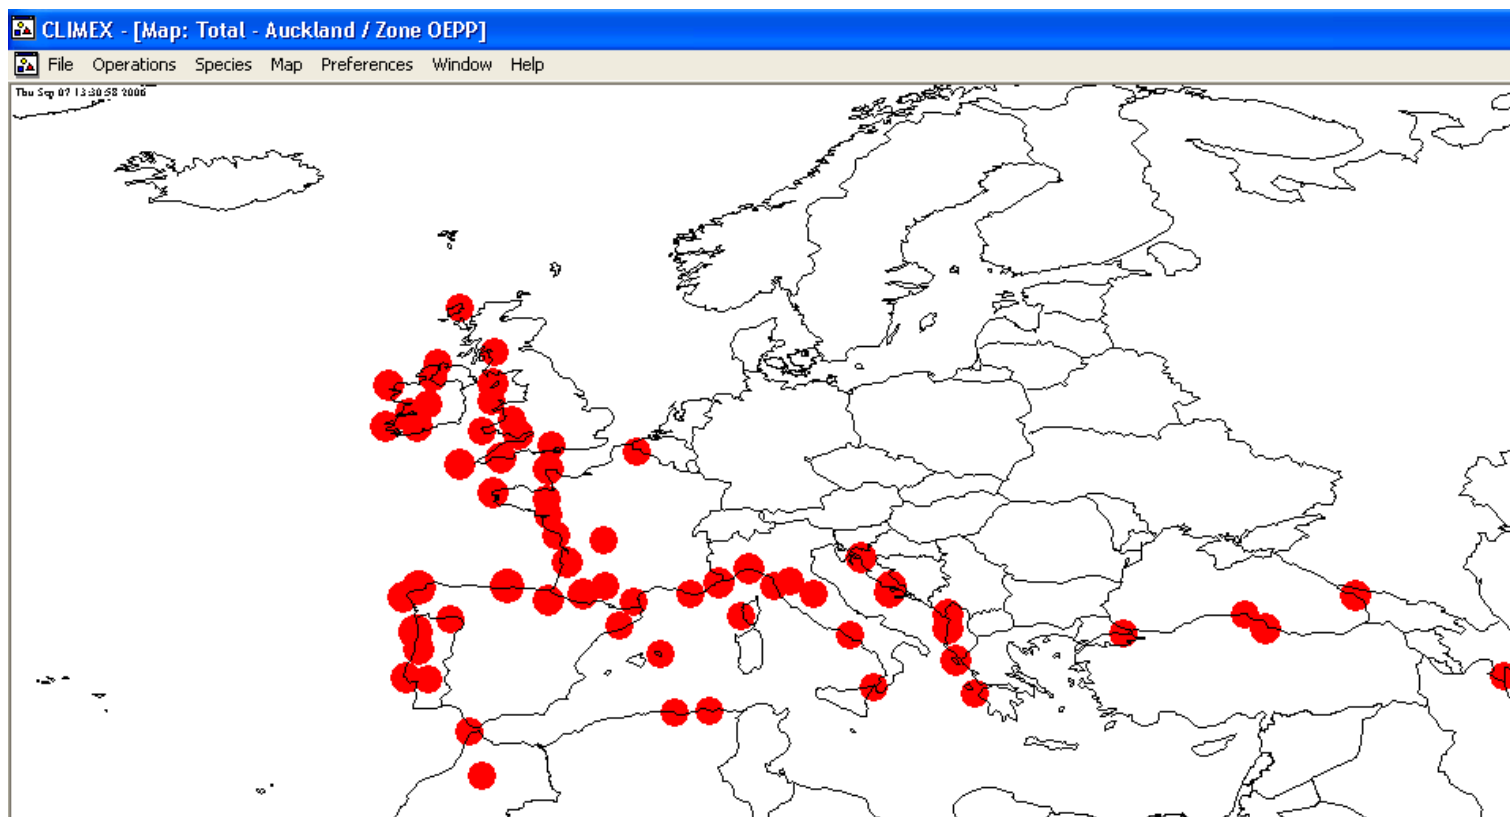 CLIMEX - [Map: Total - Auckland / Zone OEPP]
File Operations Species Map Preferences Window Help
Thu Sep 07 13:30:58 2006